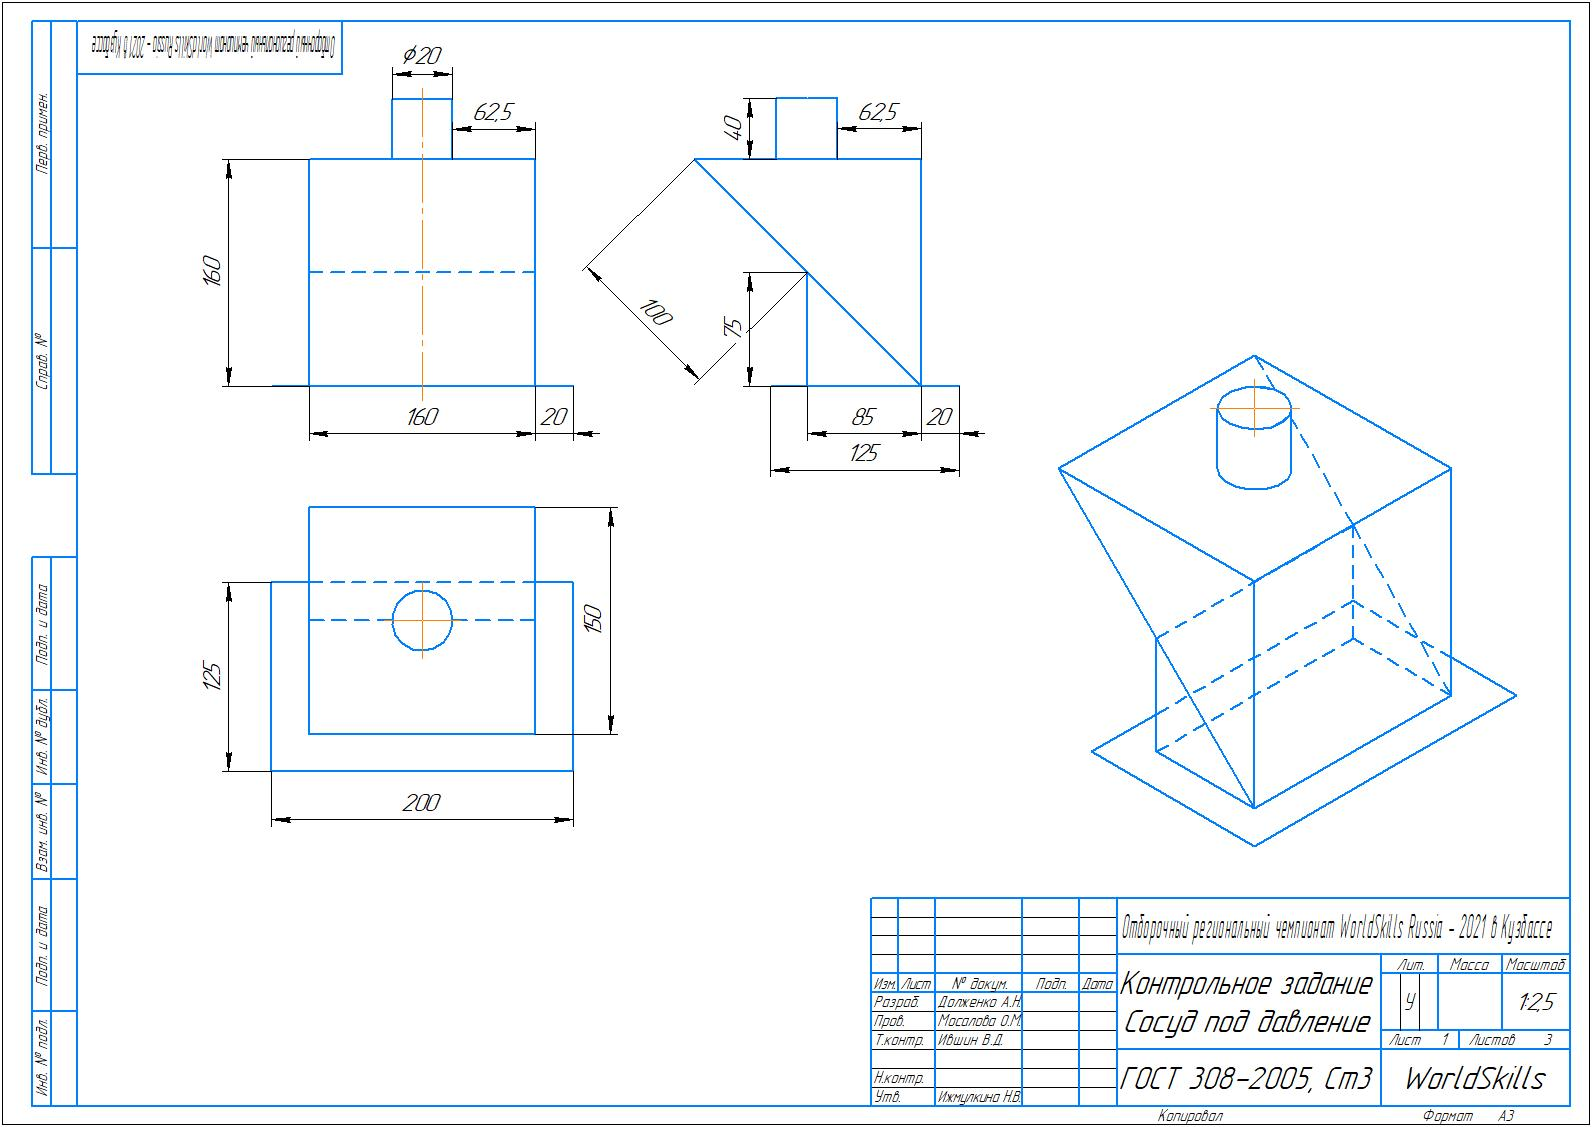 Отборочный региональный чемпионат WorldSkills Russia - 2021 в Кузбассе
Перв. примен.
Справ. №
Подп. и дата
Инв. № дубл.
Взам. инв. №
Подп. и дата
Инв. № подл.
⌀20
62,5
160
160
20
40
62,5
100
75
85
20
125
125
150
200
Отборочный региональный чемпионат WorldSkills Russia - 2021 в Кузбассе
Изм. Лист № докум. Подп. Дата
Разраб. Долженко А.Н.
Пров. Масалова О.М.
Т.контр. Ившин В.Д.
Н.контр.
Утв. Ижмулкина Н.В.
Контрольное задание
Сосуд под давление
Лит. Масса Масштаб
У 1:2,5
Лист 1 Листов 3
ГОСТ 308-2005, Ст3
WorldSkills
Копировал Формат А3